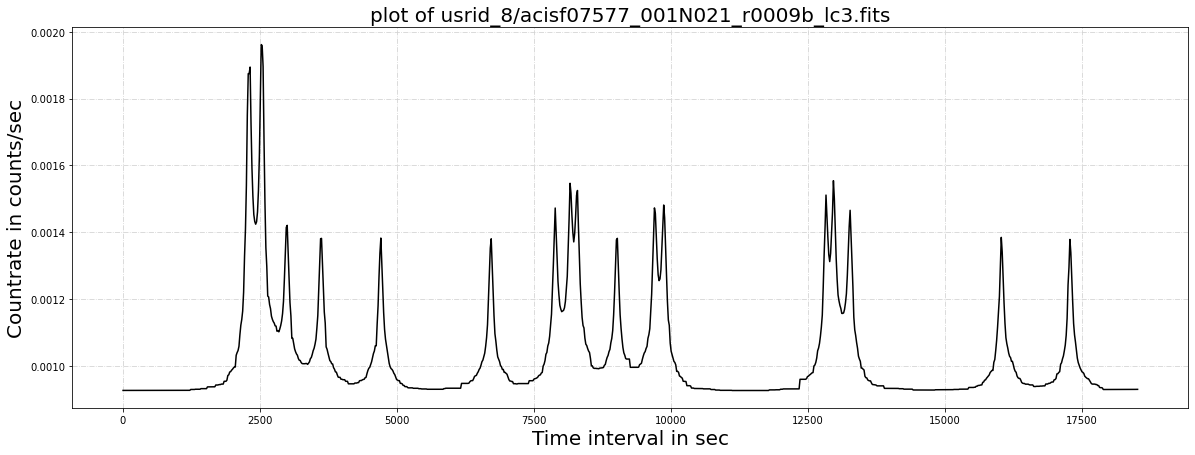 plot of usrid_8/acisf07577_001N021_r0009b_lc3.fits
Countrate in counts/sec
0.0020
0.0018
0.0016
0.0014
0.0012
0.0010
0 2500 5000 7500 10000 12500 15000 17500
Time interval in sec